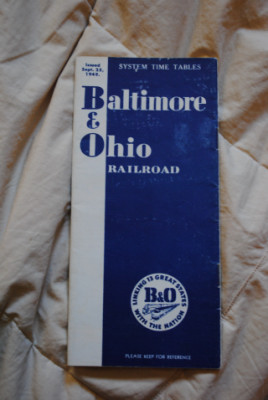 Issued
Sept. 25,
SYSTEM TIME TABLES
Baltimore
&
Ohio
RAILROAD
LINKING 13 GREAT STATES
B&O
WITH THE NATION
PLEASE KEEP FOR REFERENCE